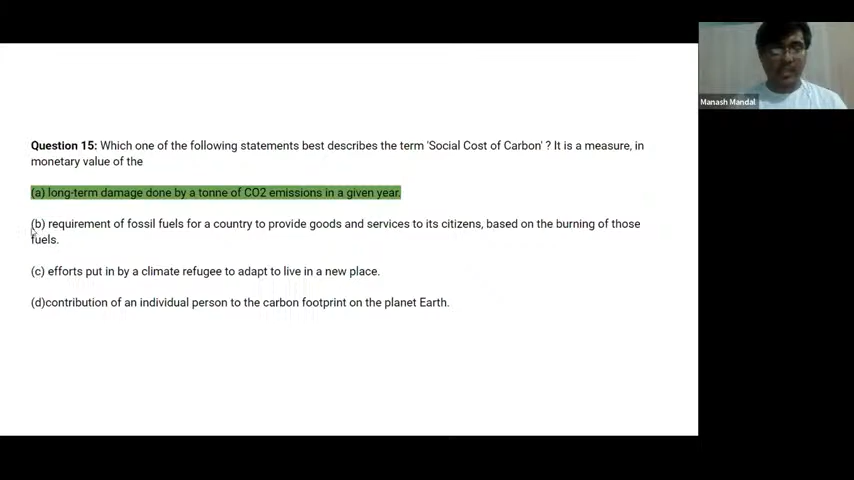 Manash Mandal
Question 15: Which one of the following statements best describes the term 'Social Cost of Carbon' ? It is a measure, in
monetary value of the
(a) long-term damage done by a tonne of CO2 emissions in a given year.
(b) requirement of fossil fuels for a country to provide goods and services to its citizens, based on the burning of those
fuels.
(c) efforts put in by a climate refugee to adapt to live in a new place.
(d)contribution of an individual person to the carbon footprint on the planet Earth.